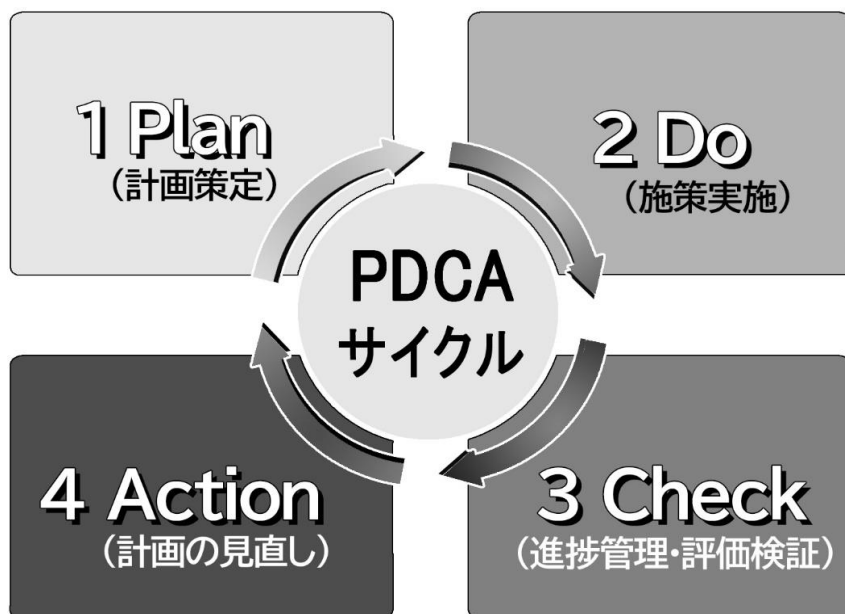 1 Plan
（計画策定）
2 Do
（施策実施）
PDCA
サイクル
4 Action
（計画の見直し）
3 Check
（進捗管理・評価検証）